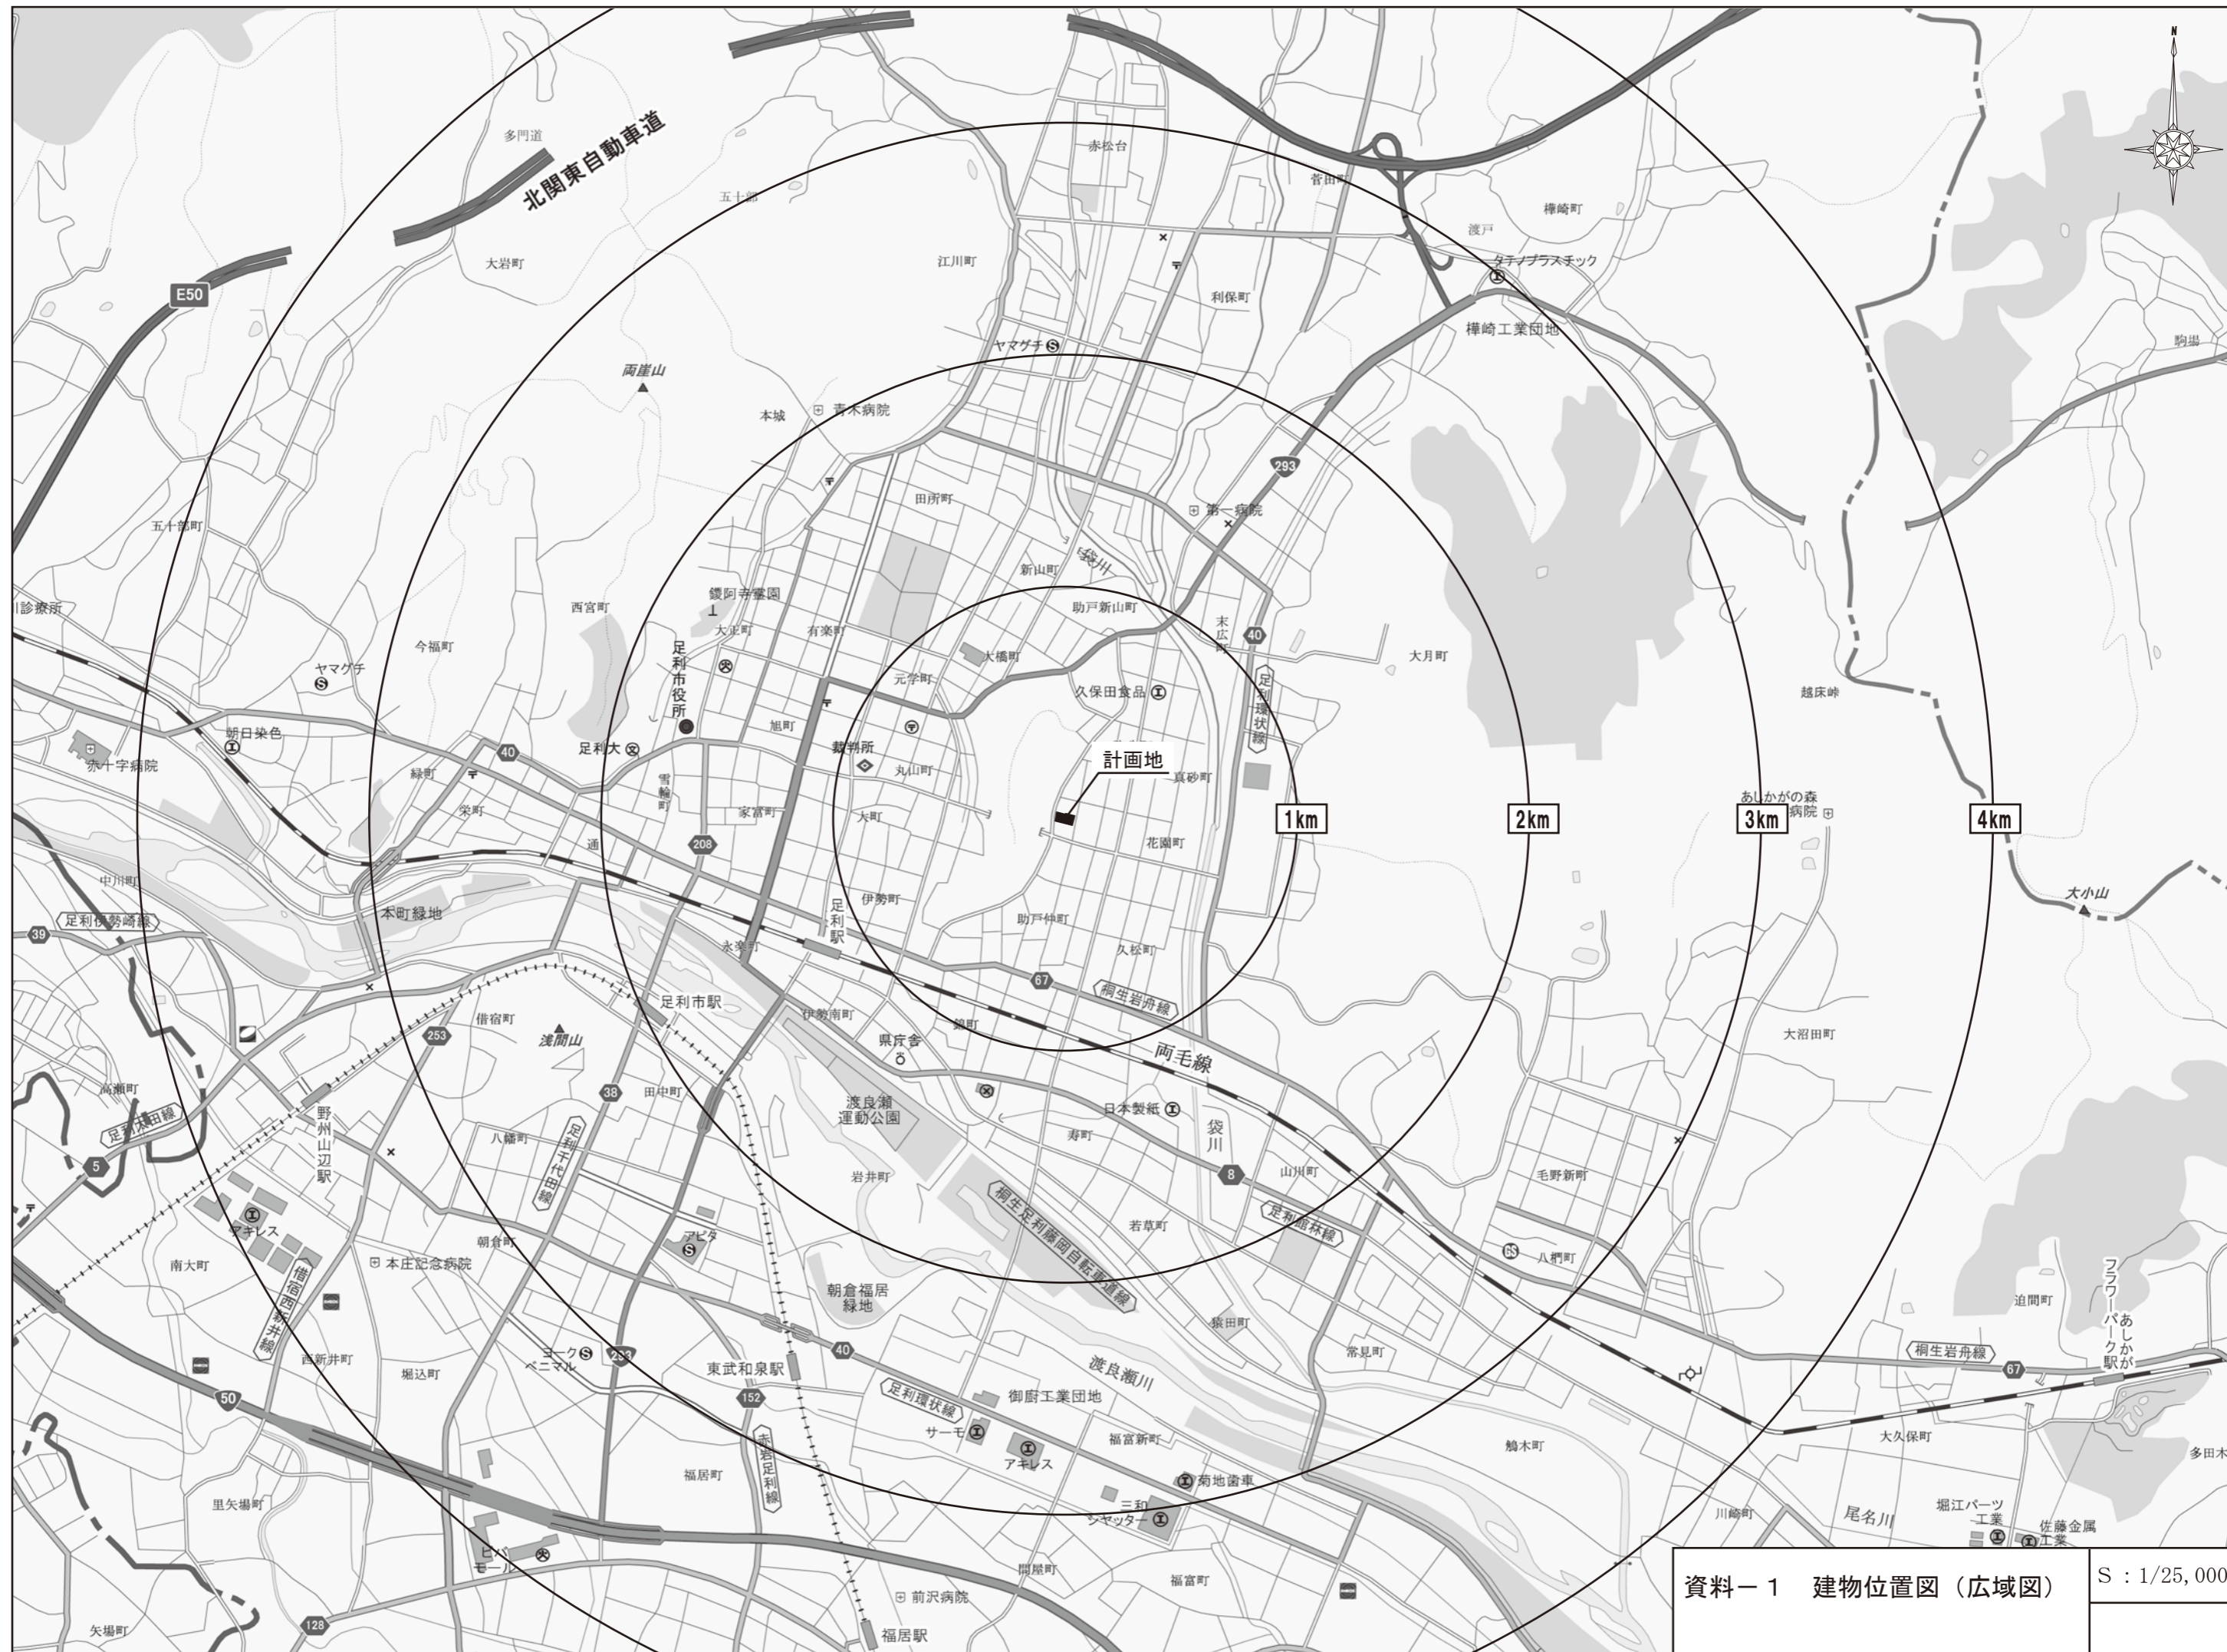 N
多門道
北関東自動車道
赤松台
菅田町
五十部
樺崎町
渡戸
大岩町
江川町
タテノプラスチック
E50
利保町
樺崎工業団地
ヤマグチ
駒場
両崖山
本城
青木病院
293
田所町
第一病院
五十部町
袋川
新山町
鑁阿寺霊園
西宮町
助戸新山町
川診療所
大正町
有楽町
末広町
40
今福町
足利市役所
大橋町
大月町
ヤマグチ
元学町
久保田食品
足利環状線
越床峠
朝日染色
旭町
足利大
裁判所
計画地
40
赤十字病院
緑町
雪輪町
丸山町
真砂町
あしかがの森
病院
栄町
家富町
大町
1km
2km
3km
4km
208
通
花園町
中川町
大小山
足利伊勢崎線
本町緑地
伊勢町
足利駅
助戸仲町
39
永楽町
久松町
67
桐生岩舟線
足利市駅
借宿町
伊勢南町
錦町
浅間山
253
県庁舎
両毛線
大沼田町
高瀬町
38
田中町
渡良瀬
運動公園
日本製紙
足利太田線
野州山辺駅
八幡町
足利千代田線
寿町
袋川
5
岩井町
8
山川町
毛野新町
桐生足利藤岡自転車道線
アキレス
朝倉町
アピタ
若草町
足利館林線
南大町
本庄記念病院
八椚町
借宿西新井線
朝倉福居
緑地
猿田町
迫間町
あしかが
フラワーパーク駅
西新井町
堀込町
ヨーク
ベニマル
293
東武和泉駅
40
渡良瀬川
常見町
桐生岩舟線
67
50
152
足利環状線
御厨工業団地
サーモ
アキレス
福富新町
鵤木町
大久保町
赤岩足利線
福居町
菊地歯車
多田木
里矢場町
三和
シヤッター
川崎町
尾名川
堀江パーツ
工業
佐藤金属
工業
ビバ
モール
問屋町
福富町
前沢病院
128
矢場町
福居駅
資料－１　建物位置図（広域図）
S : 1/25,000